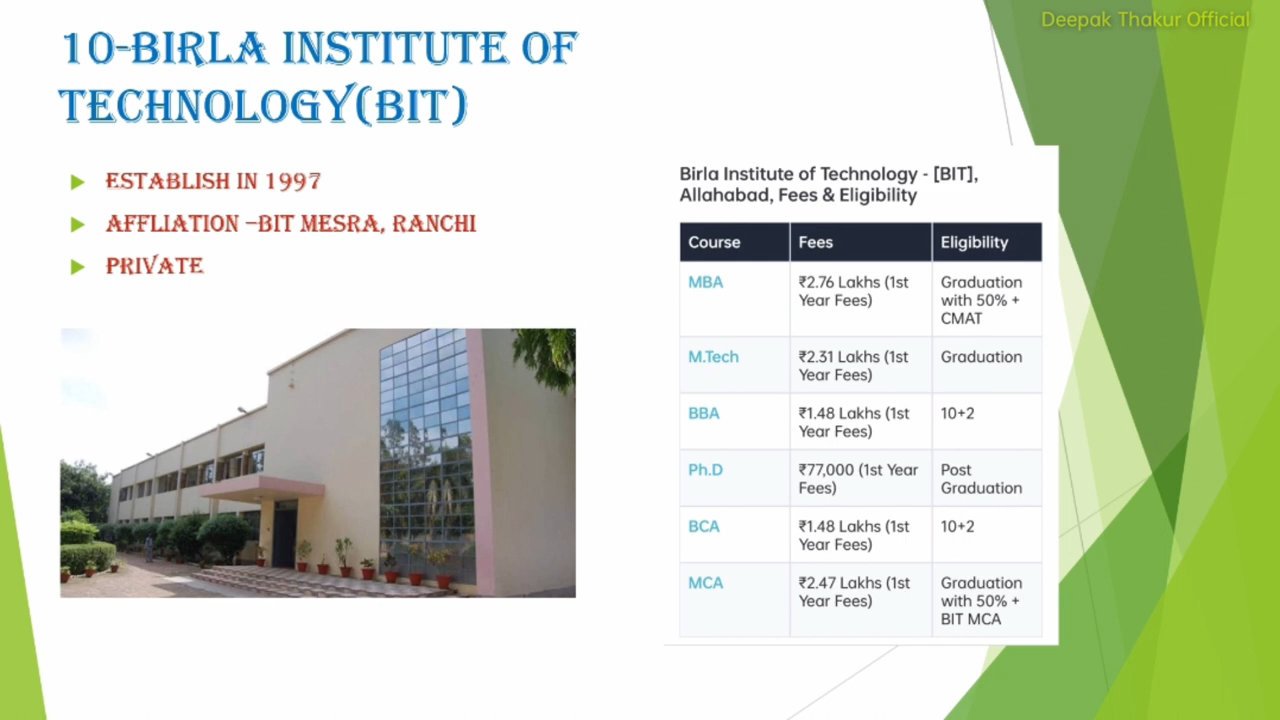 Deepak Thakur Official
10-BIRLA INSTITUTE OF
TECHNOLOGY(BIT)
ESTABLISH IN 1997
AFFLIATION –BIT MESRA, RANCHI
PRIVATE
Birla Institute of Technology - [BIT],
Allahabad, Fees & Eligibility
Course Fees Eligibility
MBA ₹2.76 Lakhs (1st Graduation
Year Fees) with 50% +
CMAT
M.Tech ₹2.31 Lakhs (1st Graduation
Year Fees)
BBA ₹1.48 Lakhs (1st 10+2
Year Fees)
Ph.D ₹77,000 (1st Year Post
Fees) Graduation
BCA ₹1.48 Lakhs (1st 10+2
Year Fees)
MCA ₹2.47 Lakhs (1st Graduation
Year Fees) with 50% +
BIT MCA